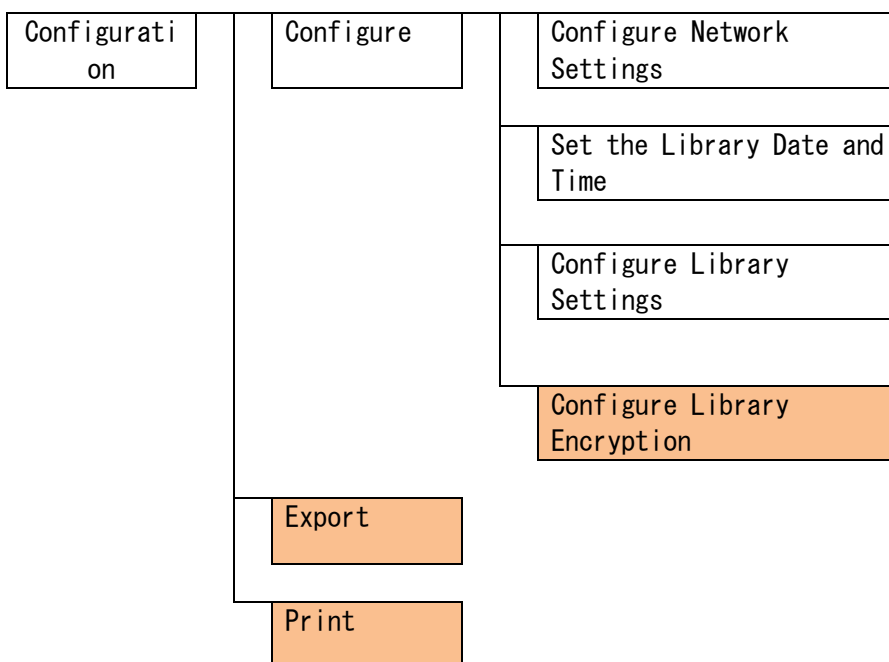 Configurati
on
Configure
Configure Network
Settings
Set the Library Date and
Time
Configure Library
Settings
Configure Library
Encryption
Export
Print